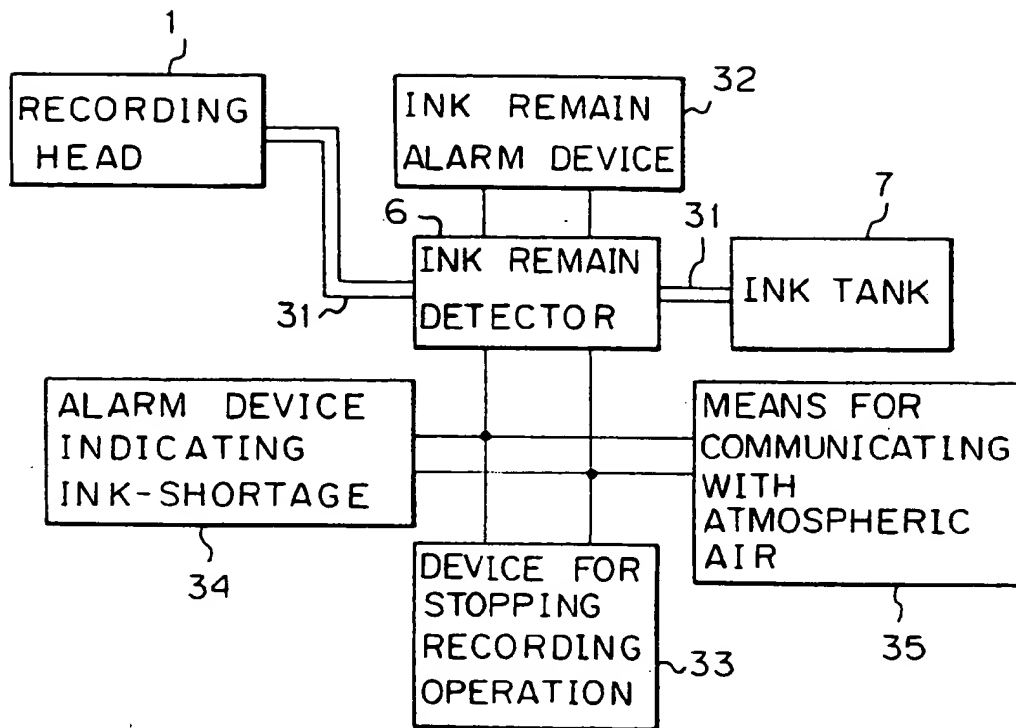 1
RECORDING
HEAD
32
INK REMAIN
ALARM DEVICE
6
INK REMAIN
DETECTOR
31
31
7
INK TANK
ALARM DEVICE
INDICATING
INK-SHORTAGE
34
MEANS FOR
COMMUNICATING
WITH
ATMOSPHERIC
AIR
35
DEVICE FOR
STOPPING
RECORDING
OPERATION
33